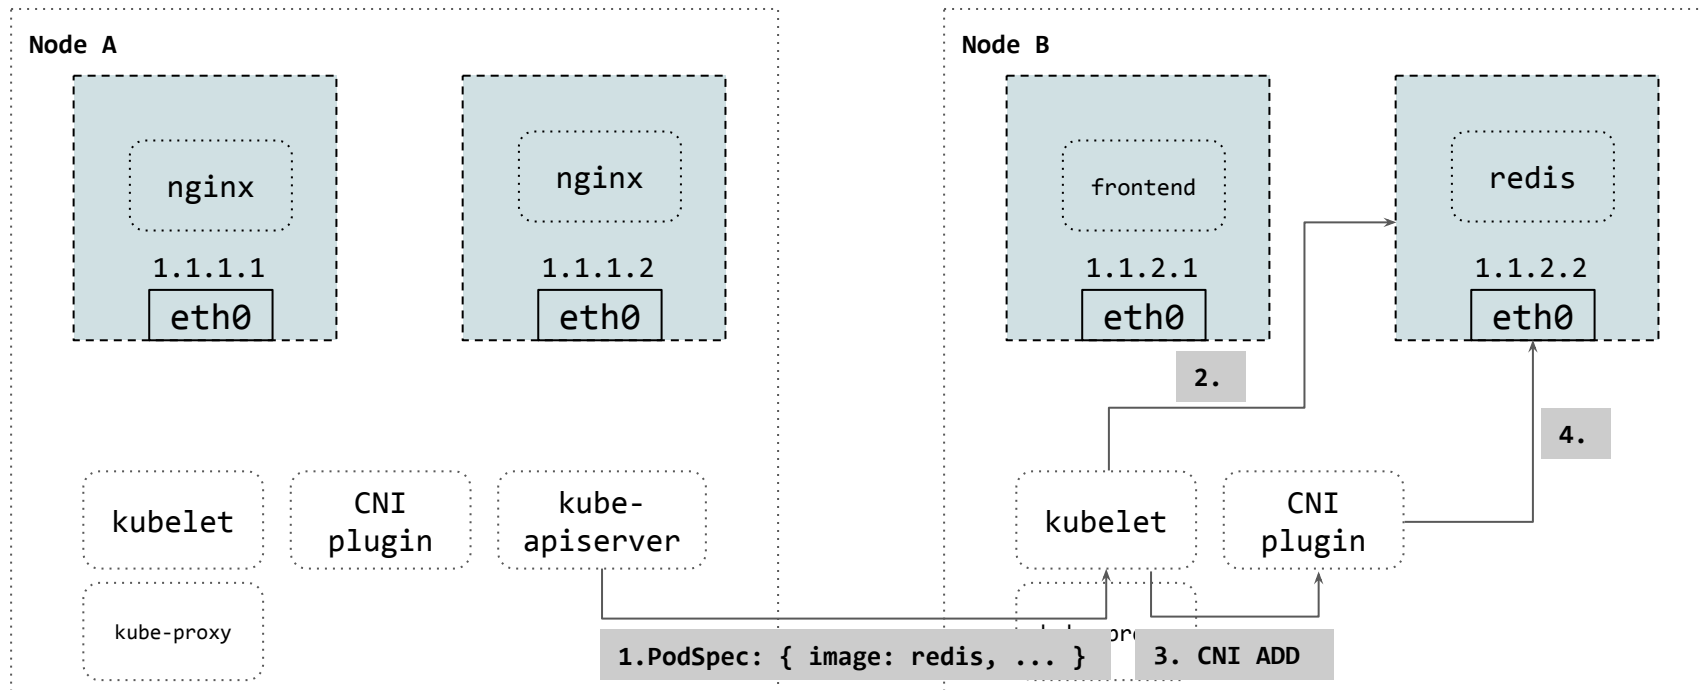 Node A
Node B
nginx
nginx
frontend
redis
1.1.1.1
1.1.1.2
1.1.2.1
1.1.2.2
eth0
eth0
eth0
eth0
2.
4.
kubelet
CNI
plugin
kube-
apiserver
kubelet
CNI
plugin
kube-proxy
1.PodSpec: { image: redis, ... }
3. CNI ADD